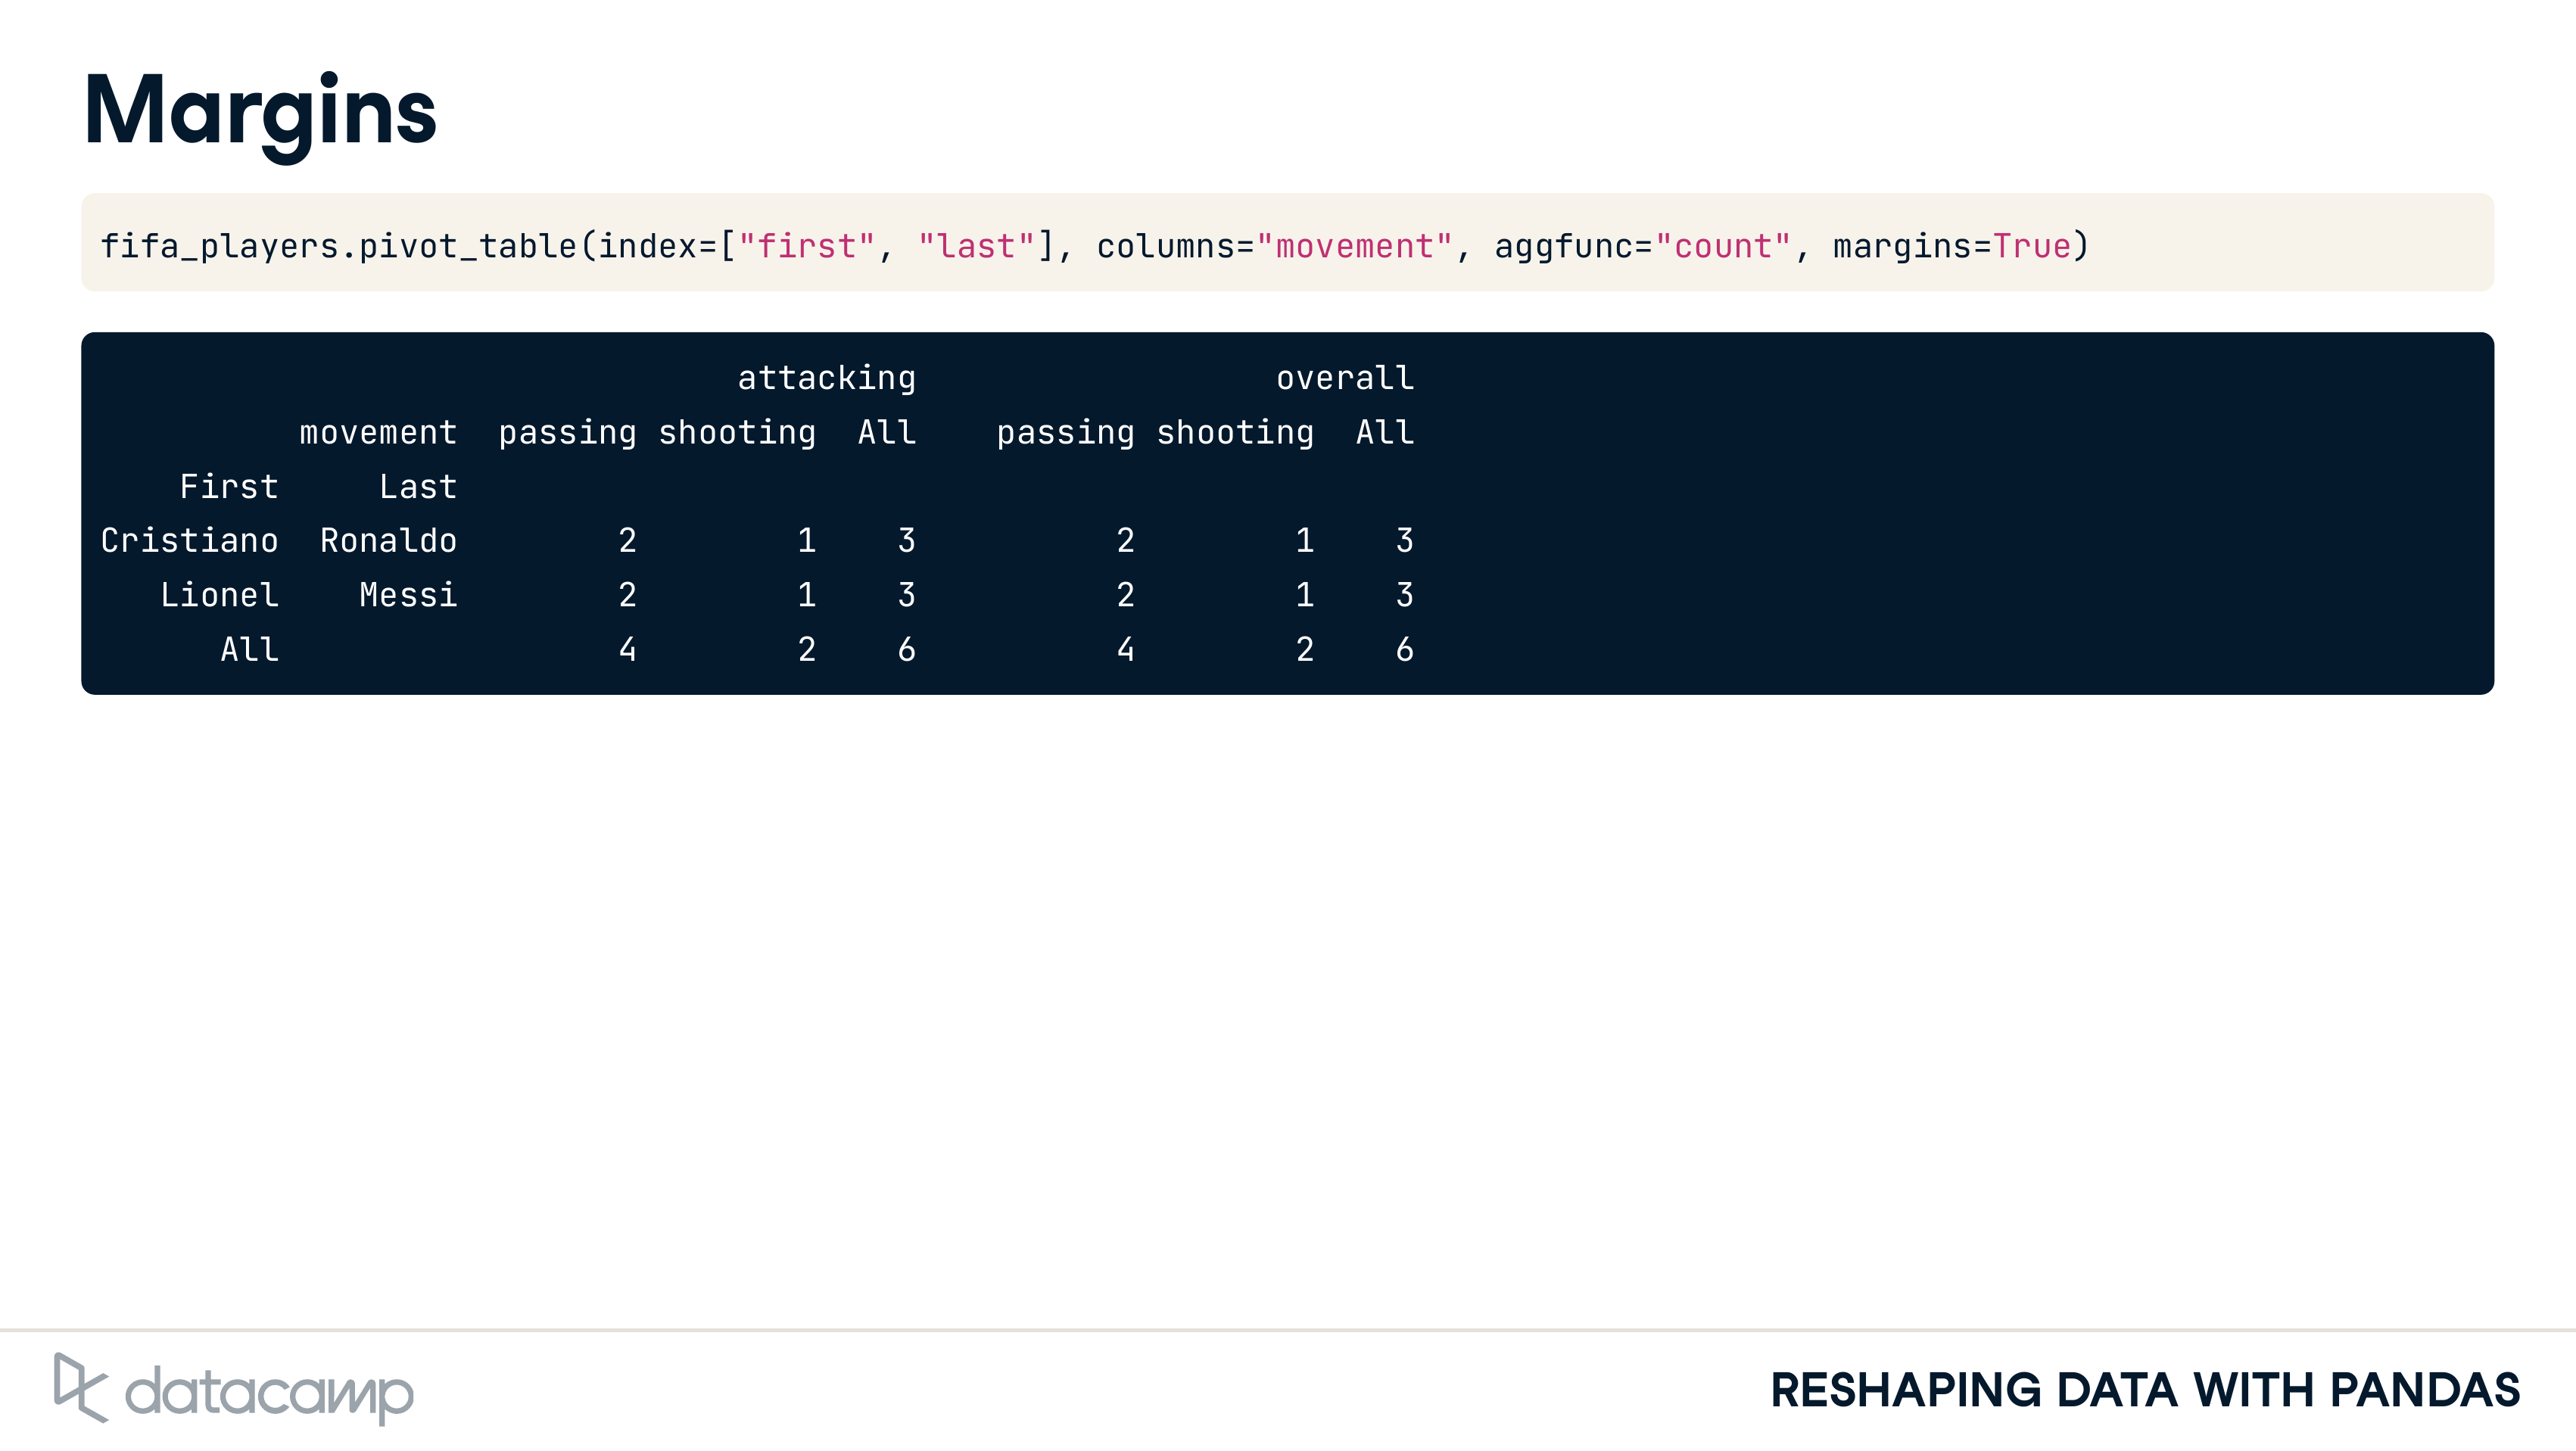 Margins
fifa_players.pivot_table(index=["first", "last"], columns="movement", aggfunc="count", margins=True)
attacking overall
movement passing shooting All passing shooting All
First Last
Cristiano Ronaldo 2 1 3 2 1 3
Lionel Messi 2 1 3 2 1 3
All 4 2 6 4 2 6
datacamp
RESHAPING DATA WITH PANDAS